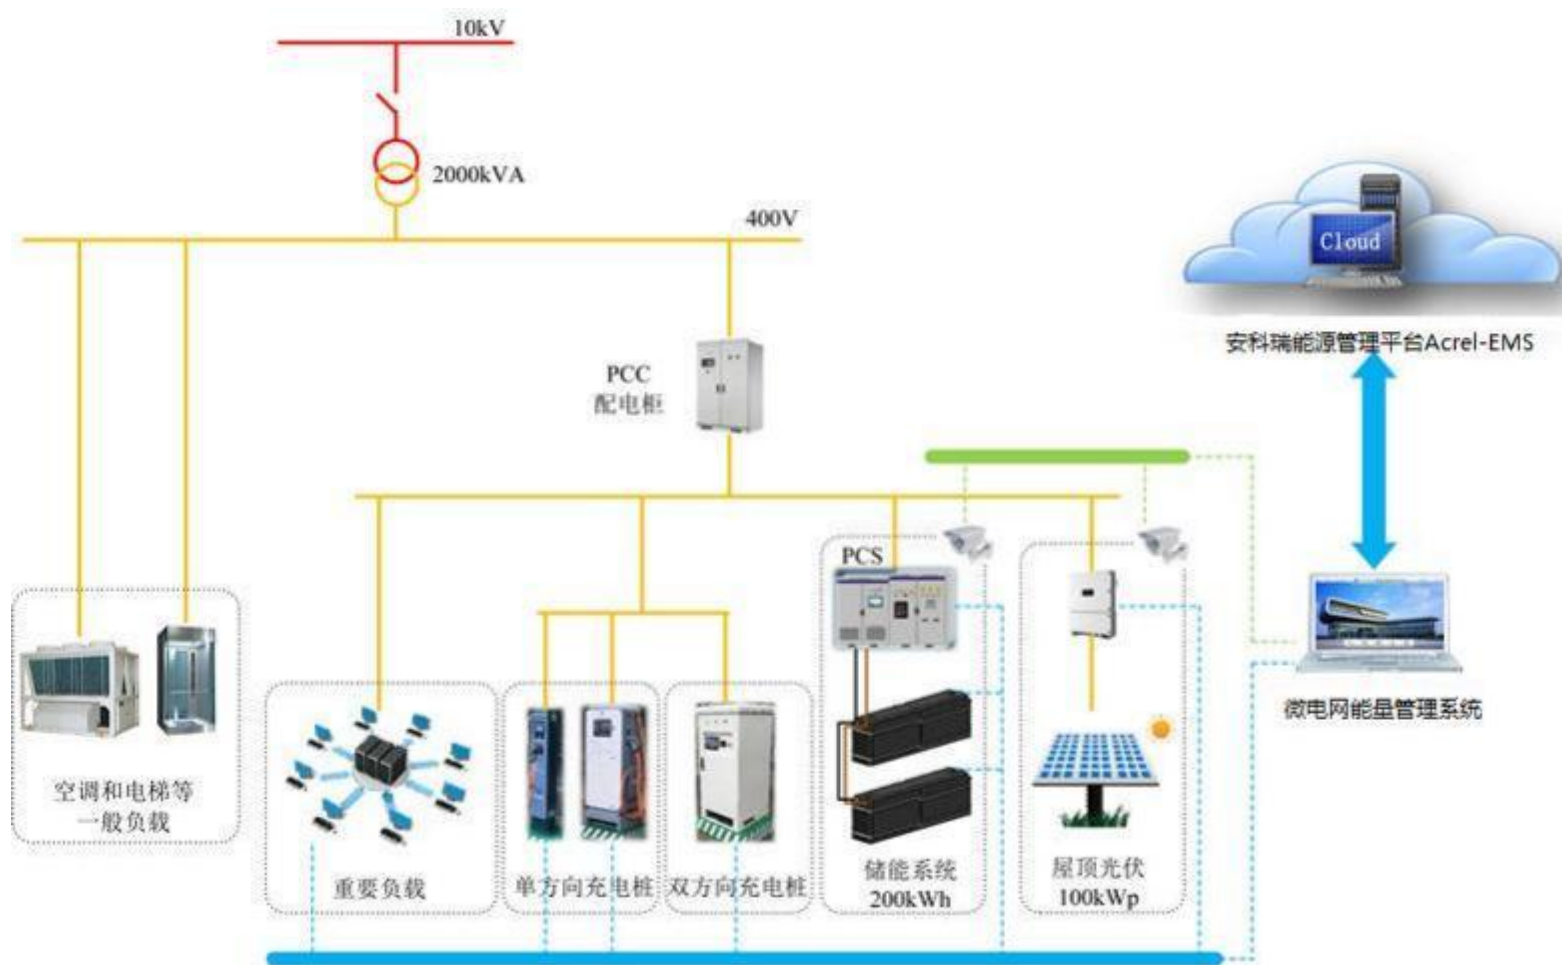 10kV
2000kVA
400V
Cloud
安科瑞能源管理平台Acrel-EMS
PCC
配电柜
PCS
微电网能量管理系统
空调和电梯等
一般负载
重要负载
单方向充电桩
双方向充电桩
储能系统
200kWh
屋顶光伏
100kWp